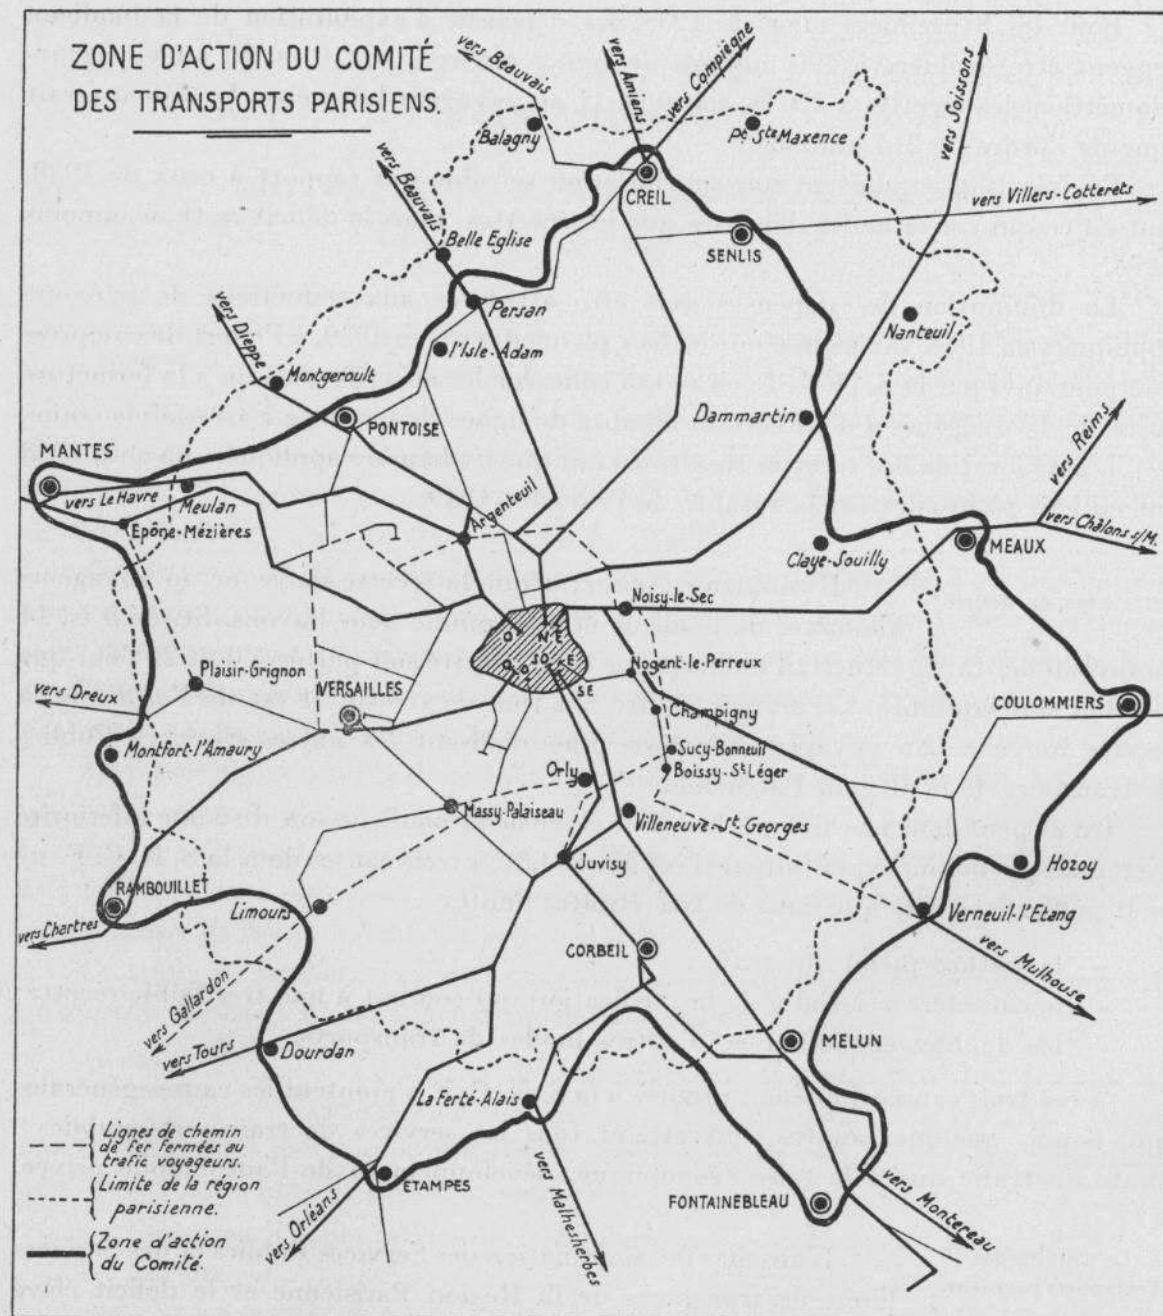 ZONE D'ACTION DU COMITÉ
DES TRANSPORTS PARISIENS.
vers Beauvais
vers Amiens
vers Compiègne
vers Soissons
Balagny
Pt Ste Maxence
vers Beauvais
CREIL
vers Villers-Cotterets
Belle Eglise
SENLIS
Persan
vers Dieppe
l'Isle-Adam
Nanteuil
Montgeroult
PONTOISE
Dammartin
vers Reims
MANTES
vers Le Havre
Meulan
Argenteuil
Epône-Mézières
vers Châlons s/M.
MEAUX
Claye-Souilly
Noisy-le-Sec
N
E
O
SO
E
SE
Plaisir-Grignon
Nogent-le-Perreux
vers Dreux
VERSAILLES
Champigny
COULOMMIERS
Montfort-l'Amaury
Sucy-Bonneuil
Orly
Boissy-St Léger
Massy-Palaiseau
Villeneuve-St. Georges
Juvisy
Hozoy
RAMBOUILLET
Limours
Verneuil-l'Etang
vers Chartres
CORBEIL
vers Mulhouse
vers Gallardon
vers Tours
Dourdan
MELUN
La Ferté-Alais
Lignes de chemin
de fer fermées au
trafic voyageurs.
Limite de la région
parisienne.
Zone d'action
du Comité.
ETAMPES
vers Orléans
vers Malhesherbes
FONTAINEBLEAU
vers Montereau